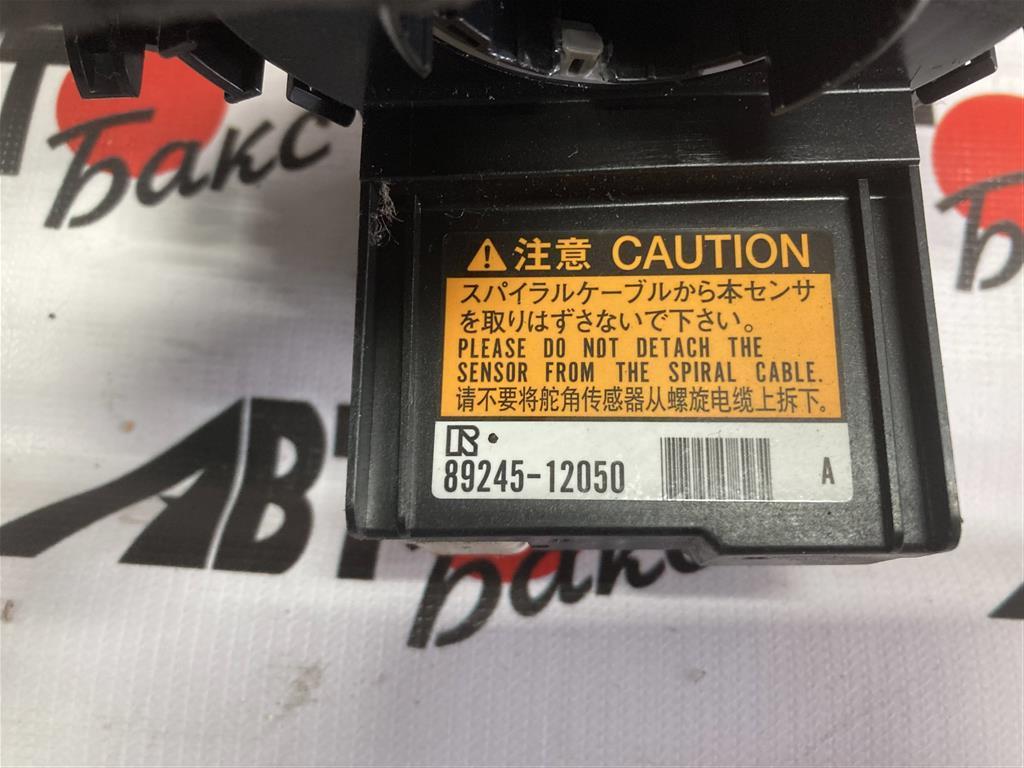 Бакс
Б
注意 CAUTION
スパイラルケーブルから本センサ
を取りはずさないで下さい。
PLEASE DO NOT DETACH THE
SENSOR FROM THE SPIRAL CABLE.
请不要将舵角传感器从螺旋电缆上拆下。
89245-12050
A
АВТ
Бакс